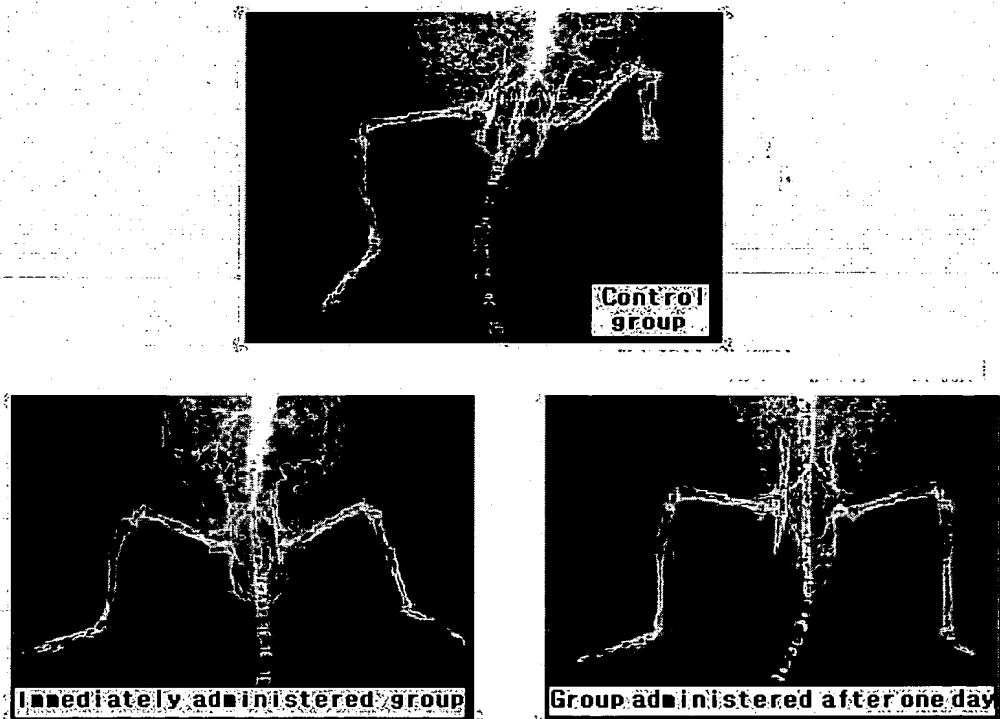 Control
group
Immediately administered group
Group administered after one day